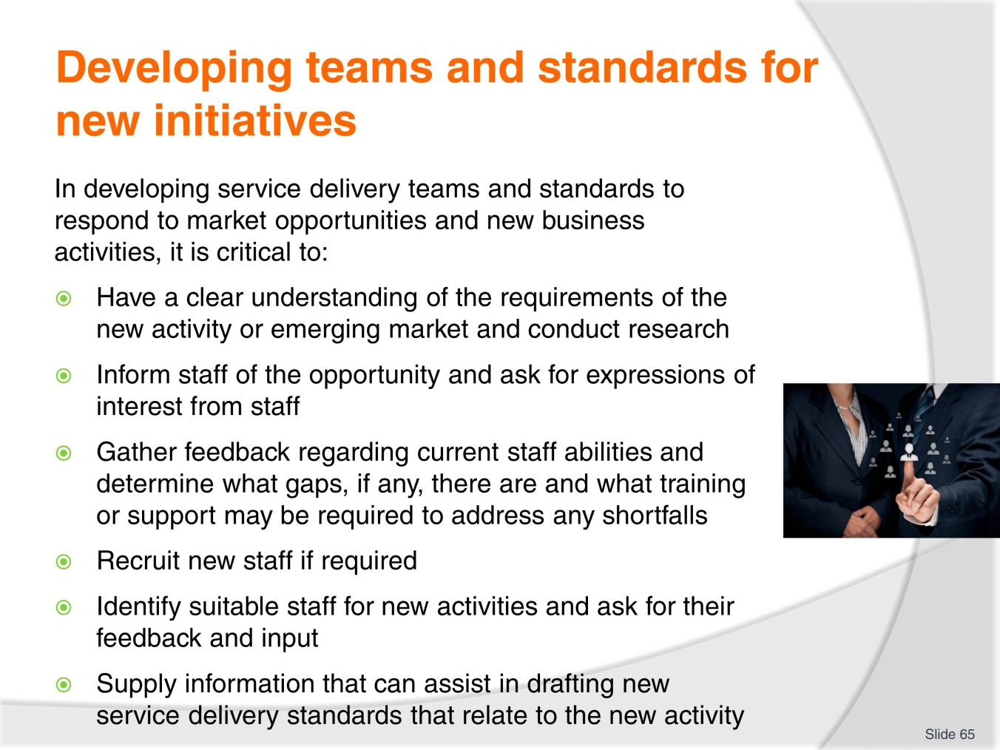 Developing teams and standards for
new initiatives
In developing service delivery teams and standards to
respond to market opportunities and new business
activities, it is critical to:
Have a clear understanding of the requirements of the
new activity or emerging market and conduct research
Inform staff of the opportunity and ask for expressions of
interest from staff
Gather feedback regarding current staff abilities and
determine what gaps, if any, there are and what training
or support may be required to address any shortfalls
Recruit new staff if required
Identify suitable staff for new activities and ask for their
feedback and input
Supply information that can assist in drafting new
service delivery standards that relate to the new activity
Slide 65